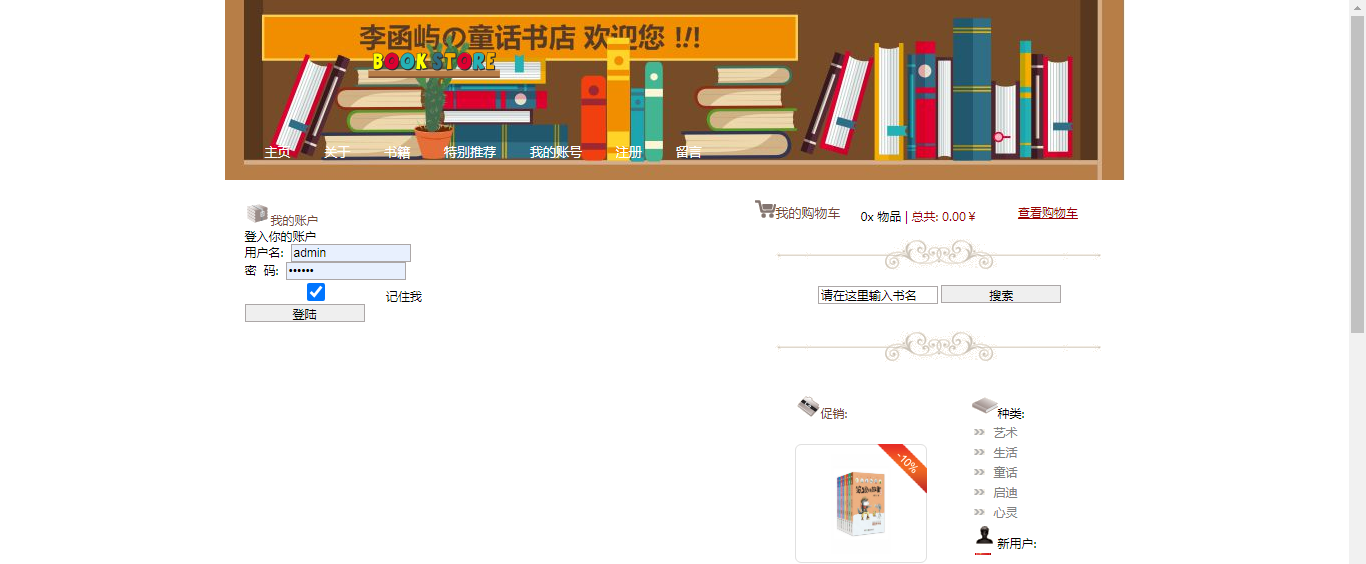 李函屿の童话书店 欢迎您 !!!
BOOK STORE
主页 关于 书籍 特别推荐 我的账号 注册 留言
我的账户
登入你的账户
用户名: admin
密 码: ••••••
记住我
登陆
我的购物车 0x 物品 | 总共: 0.00￥ 查看购物车
请在这里输入书名 搜索
促销:
-10%
种类:
艺术
生活
童话
启迪
心灵
新用户: